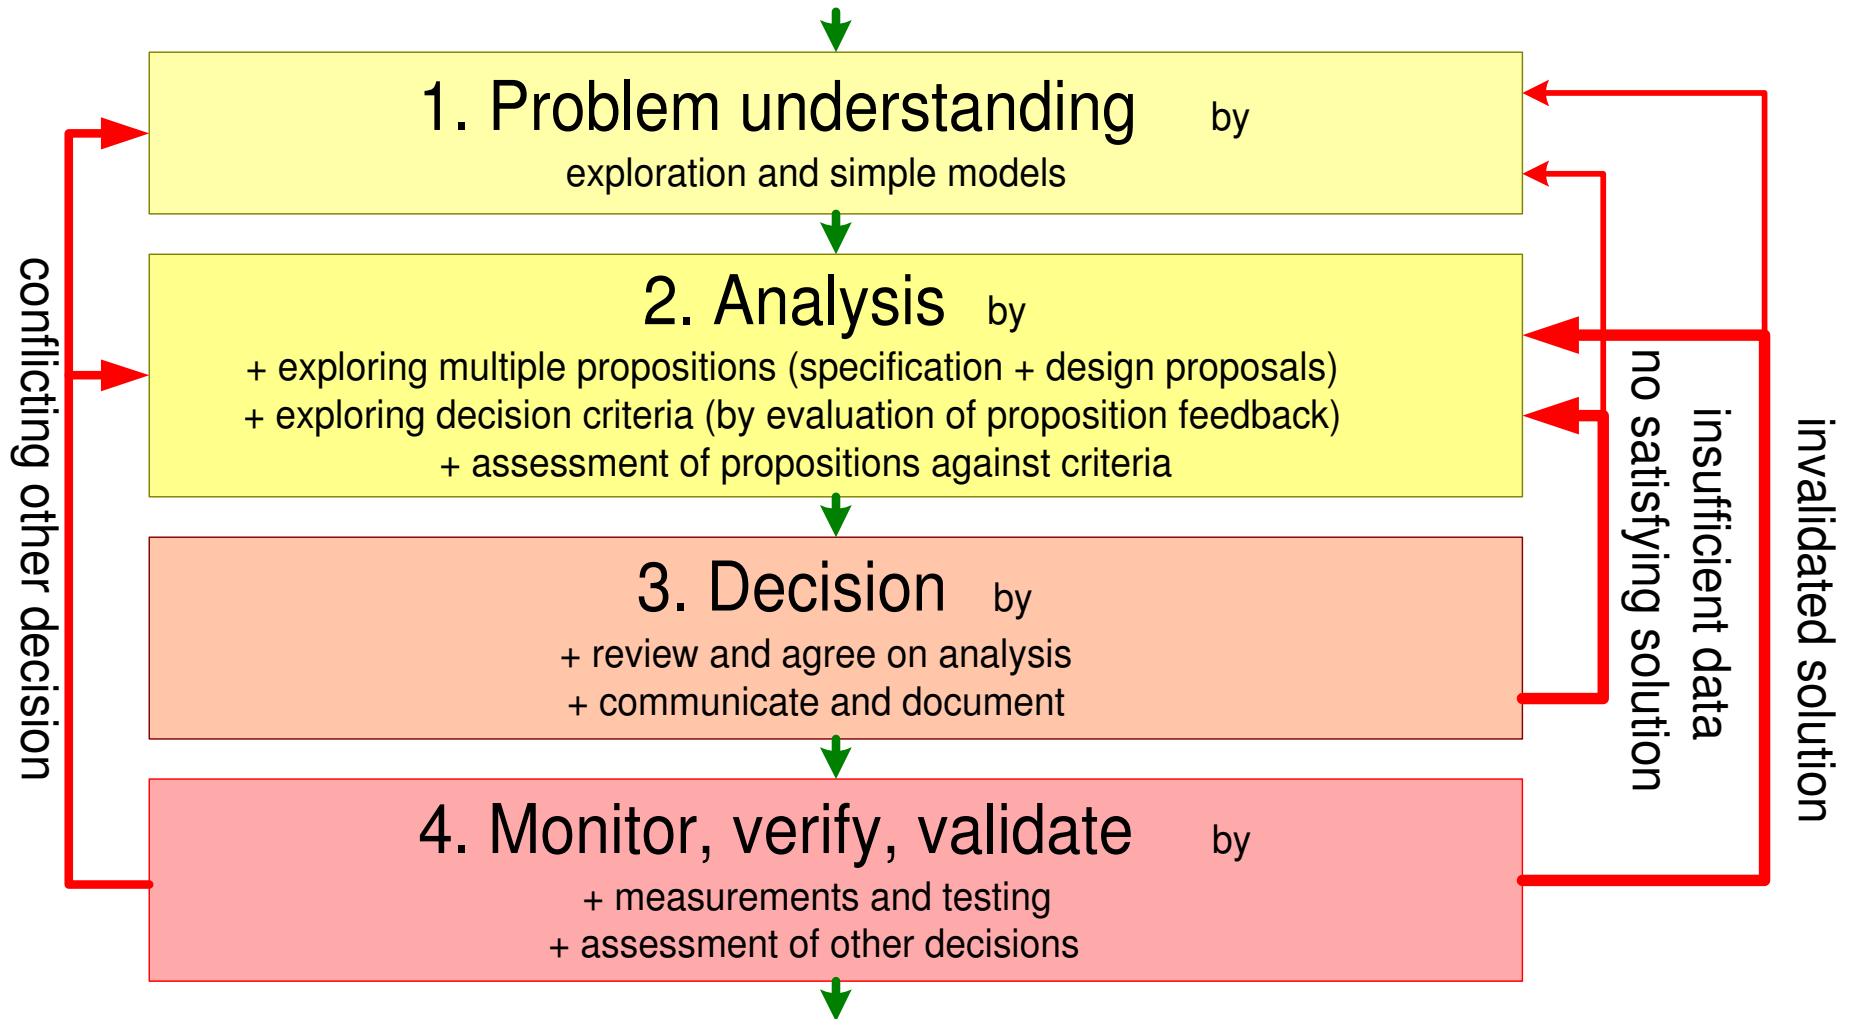 1. Problem understanding by
exploration and simple models
2. Analysis by
+ exploring multiple propositions (specification + design proposals)
+ exploring decision criteria (by evaluation of proposition feedback)
+ assessment of propositions against criteria
3. Decision by
+ review and agree on analysis
+ communicate and document
4. Monitor, verify, validate by
+ measurements and testing
+ assessment of other decisions
conflicting other decision
insufficient data
no satisfying solution
invalidated solution